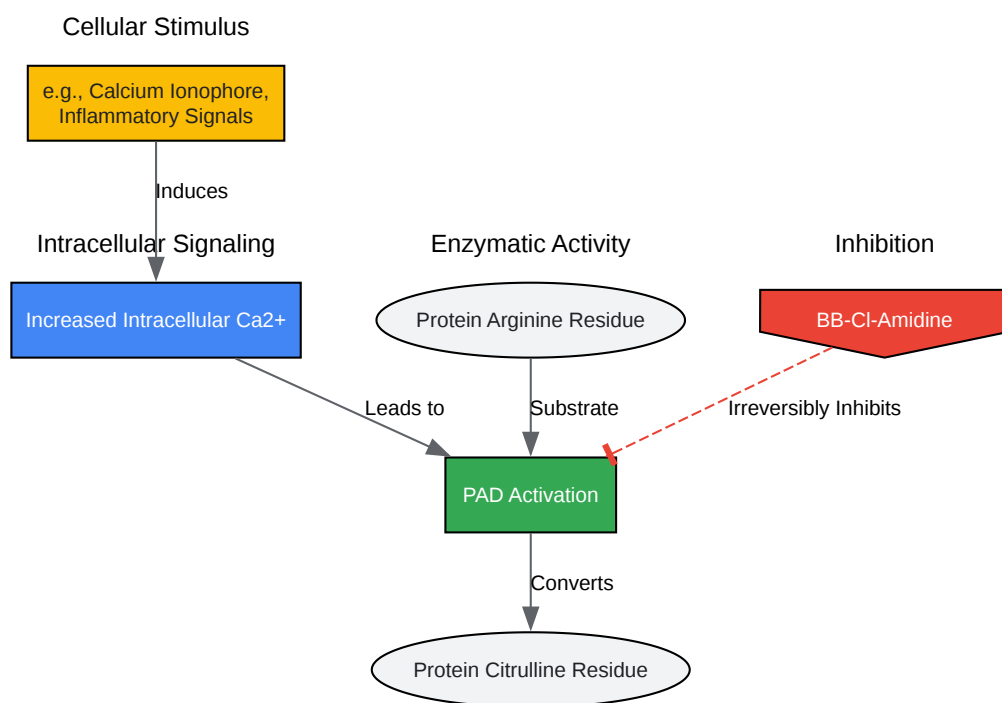 Cellular Stimulus
e.g., Calcium Ionophore,
Inflammatory Signals
Induces
Intracellular Signaling
Enzymatic Activity
Inhibition
Increased Intracellular Ca2+
Protein Arginine Residue
BB-Cl-Amidine
Leads to
Substrate
Irreversibly Inhibits
PAD Activation
Converts
Protein Citrulline Residue